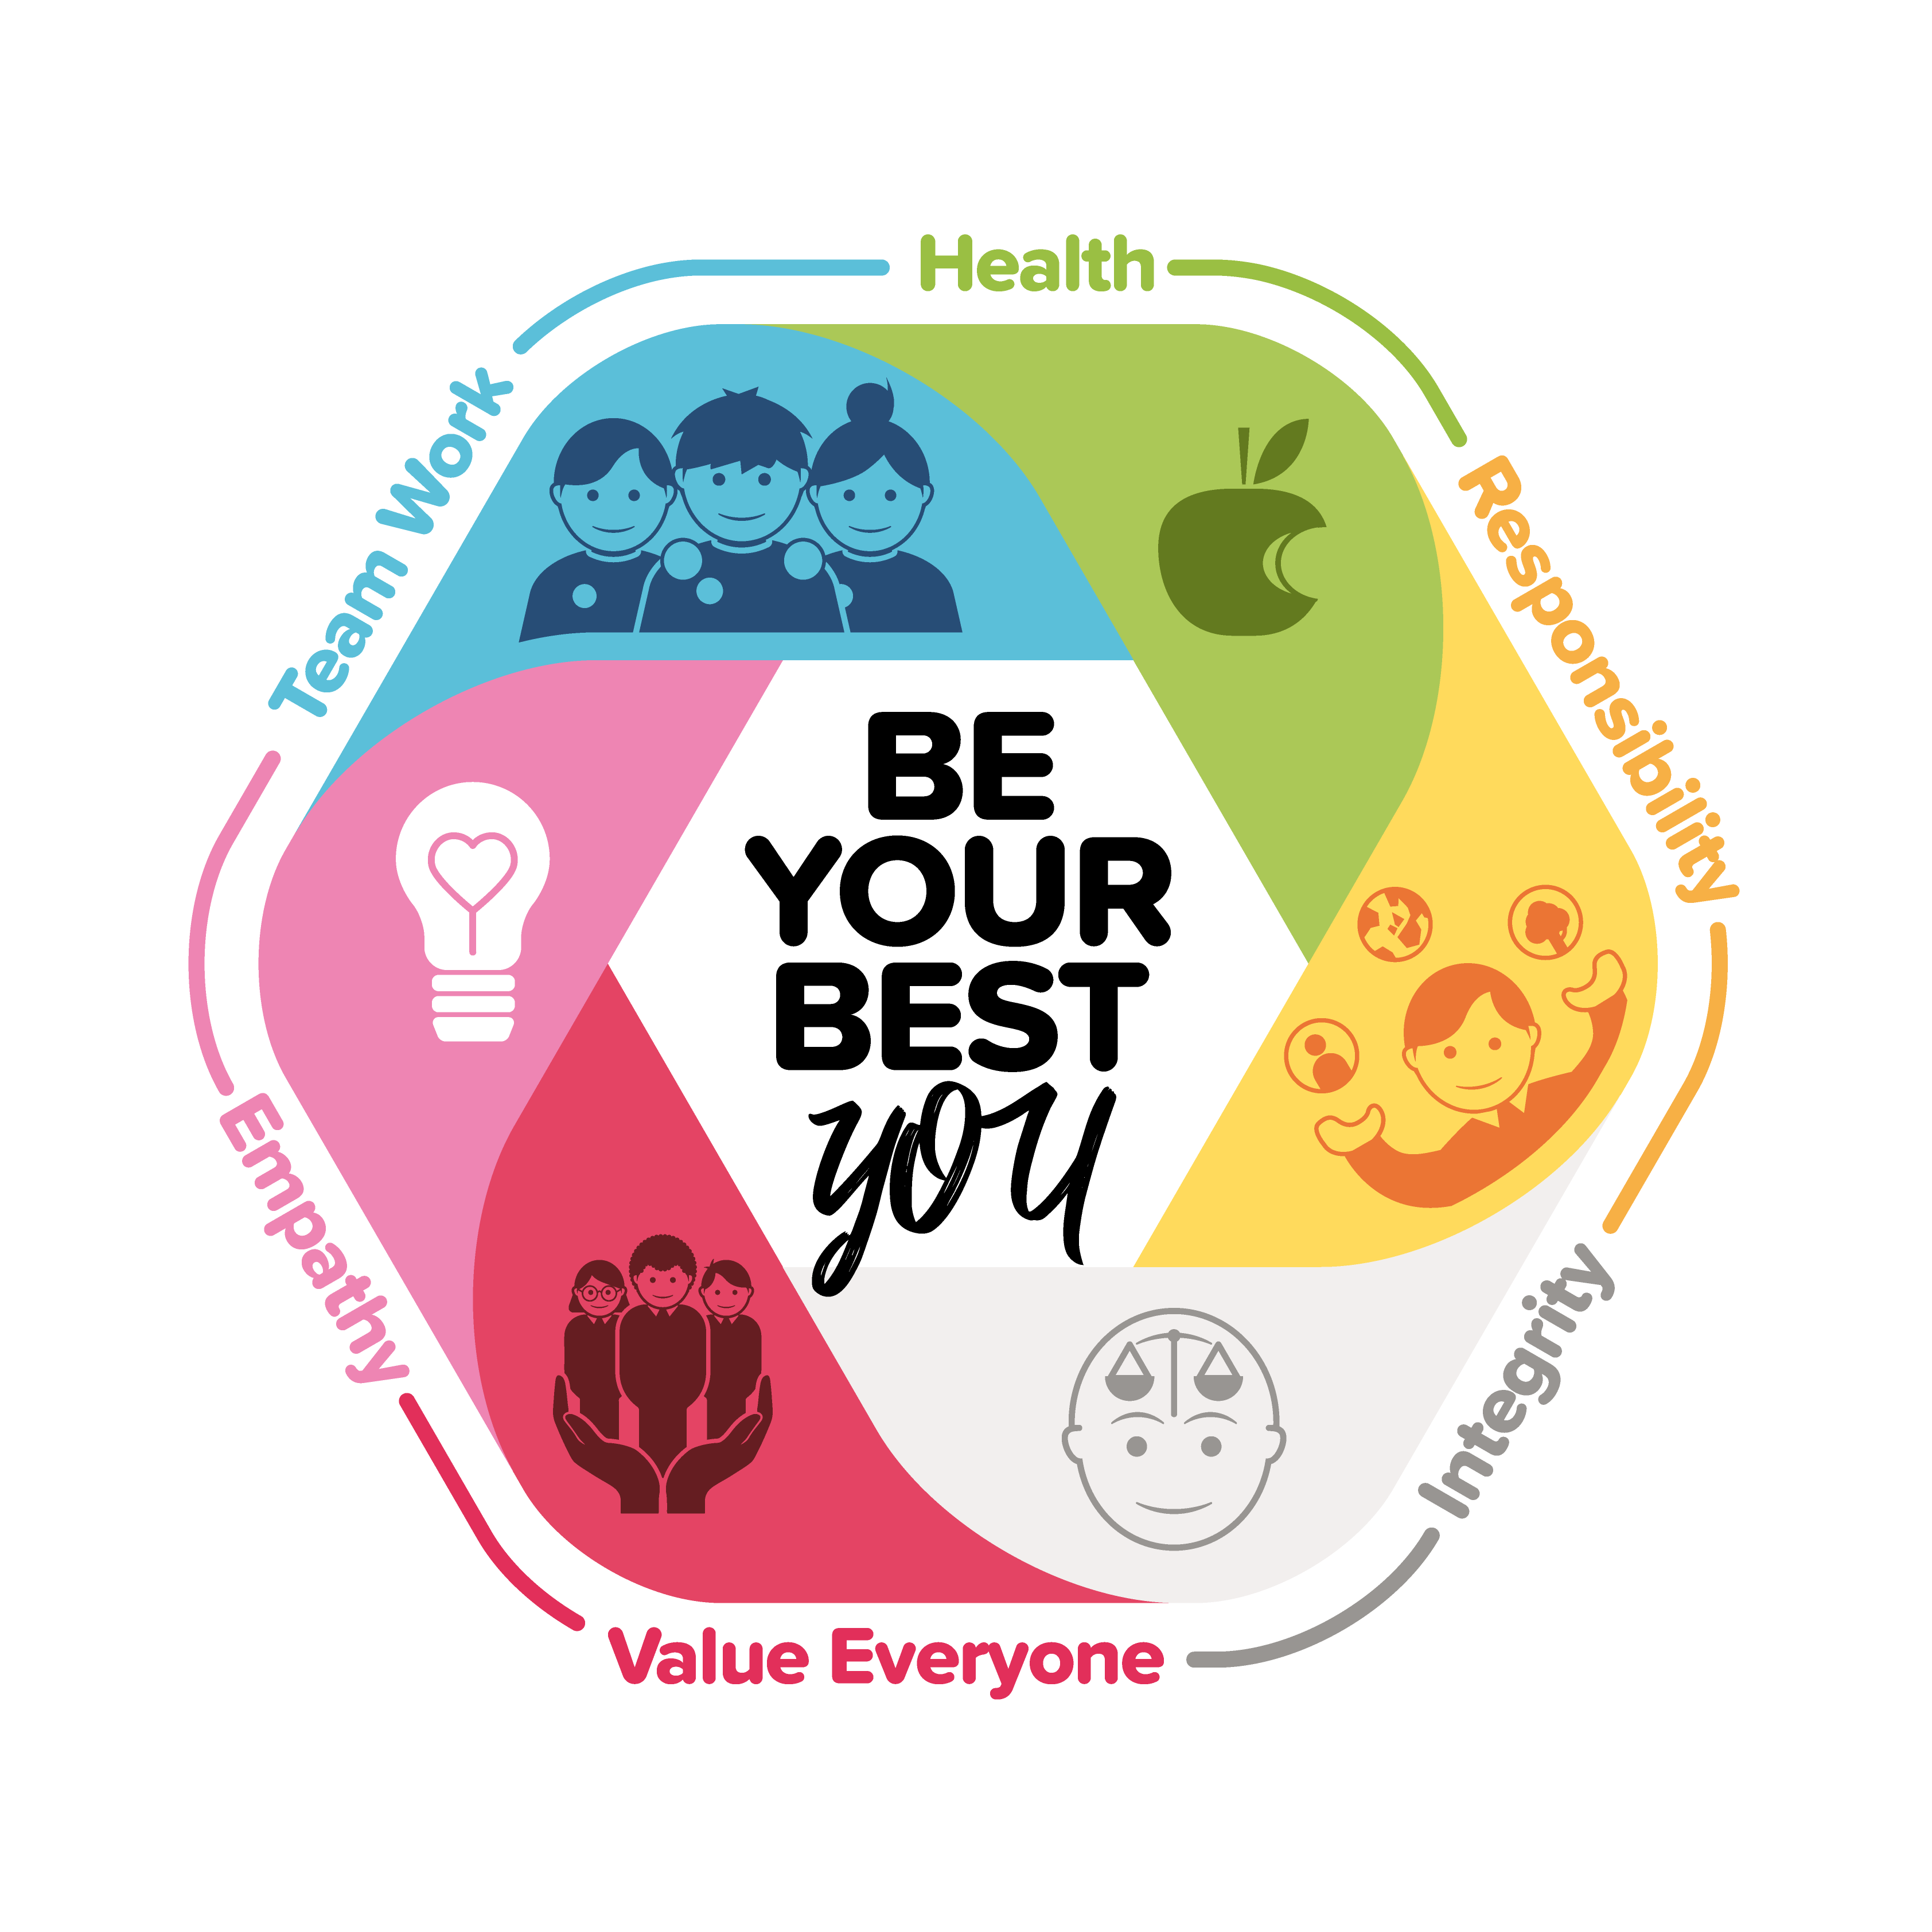 Health
Team Work
Responsibility
BE
YOUR
BEST
you
Empathy
Integrity
Value Everyone